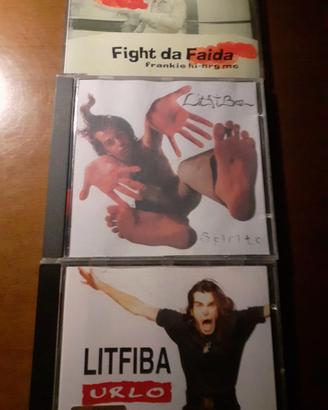 Fight da Faida
frankie hi-nrg mc
Litfiba
Spirito
LITFIBA
URLO